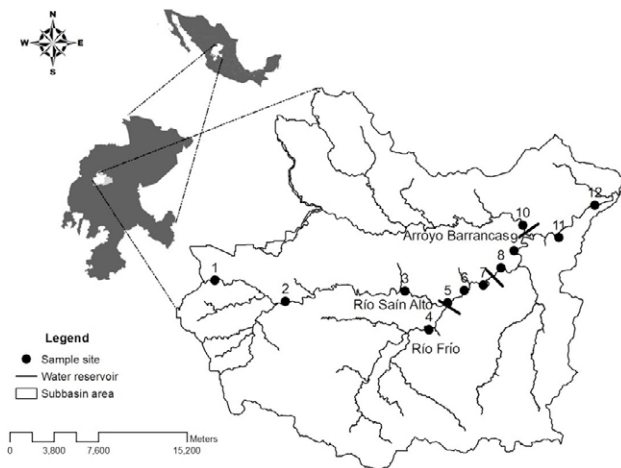 N
W E
S
12
10
11
Arroyo Barrancas 9
8
1
7
6
3
2
5
Río Saín Alto
4
Río Frío
Legend
Sample site
Water reservoir
Subbasin area
Meters
0 3,800 7,600 15,200